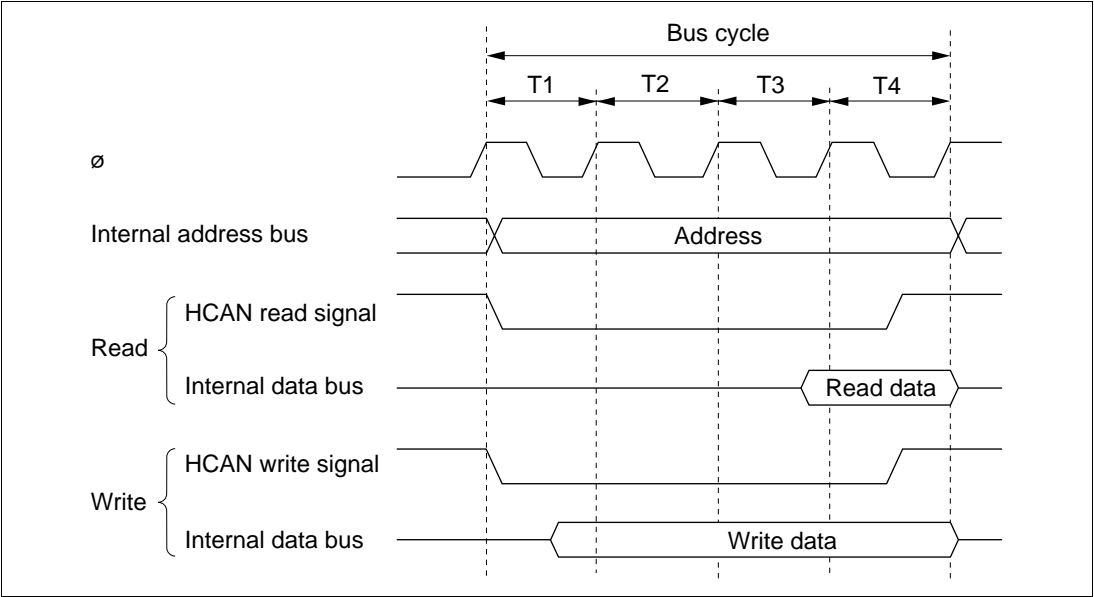 Bus cycle
T1 T2 T3 T4
ø
Internal address bus Address
HCAN read signal
Read
Internal data bus Read data
HCAN write signal
Write
Internal data bus Write data